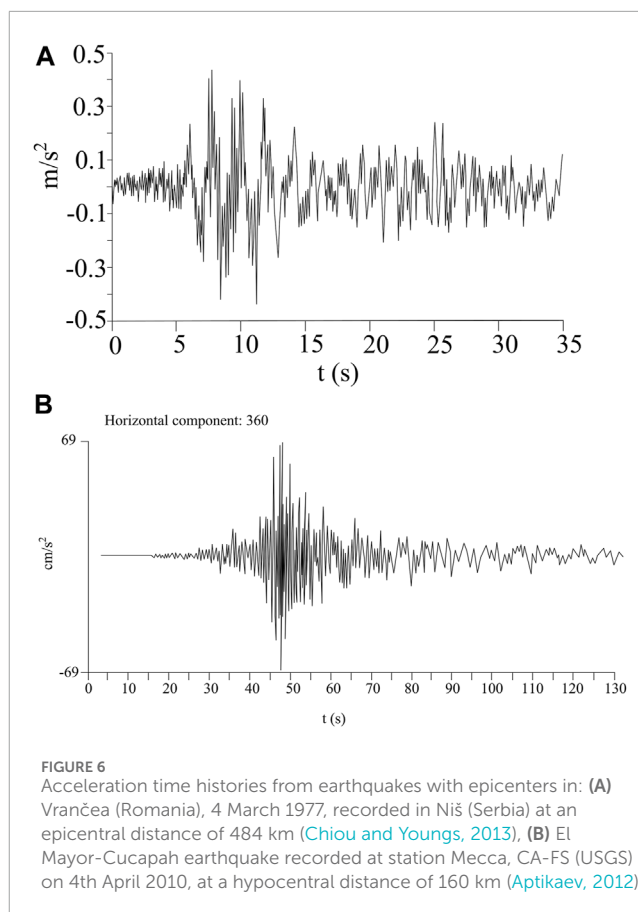 A
0.5
0.3
0.1
-0.1
-0.3
-0.5
m/s²
0 5 10 15 20 25 30 35
t (s)
B
Horizontal component: 360
69
cm/s²
-69
0 10 20 30 40 50 60 70 75 80 85 90 95 100 110 120 130
t (s)
FIGURE 6
Acceleration time histories from earthquakes with epicenters in: (A)
Vrančea (Romania), 4 March 1977, recorded in Niš (Serbia) at an
epicentral distance of 484 km (Chiou and Youngs, 2013), (B) El
Mayor-Cucapah earthquake recorded at station Mecca, CA-FS (USGS)
on 4th April 2010, at a hypocentral distance of 160 km (Aptikaev, 2012)